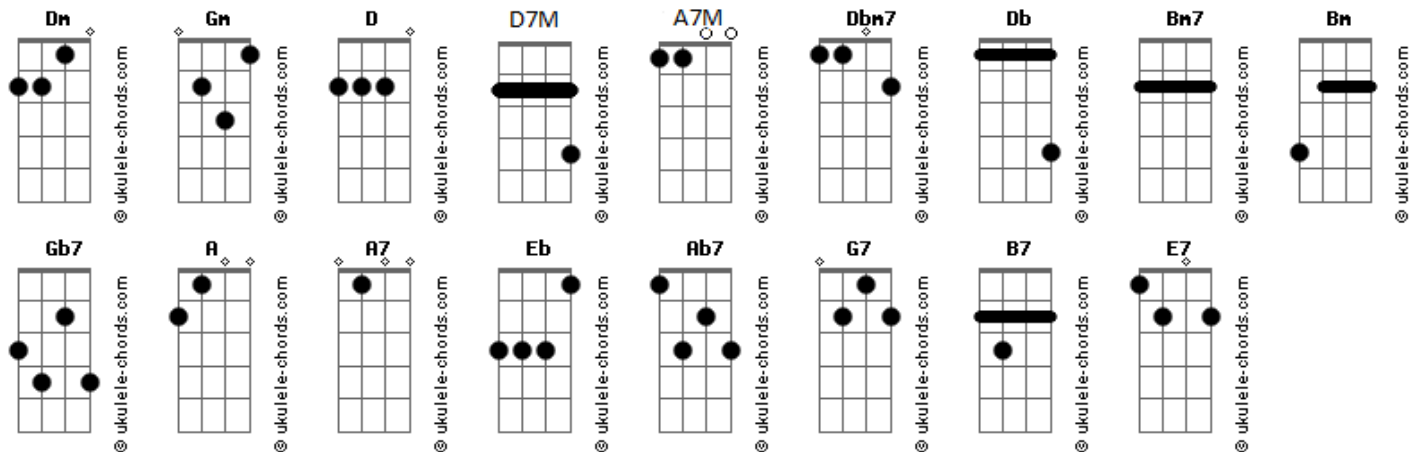 Dm Gm D D7M A7M Dbm7 Db Bm7 Bm
© ukulele-chords.com © ukulele-chords.com © ukulele-chords.com © ukulele-chords.com © ukulele-chords.com © ukulele-chords.com © ukulele-chords.com © ukulele-chords.com © ukulele-chords.com
Gb7 A A7 Eb Ab7 G7 B7 E7
© ukulele-chords.com © ukulele-chords.com © ukulele-chords.com © ukulele-chords.com © ukulele-chords.com © ukulele-chords.com © ukulele-chords.com © ukulele-chords.com